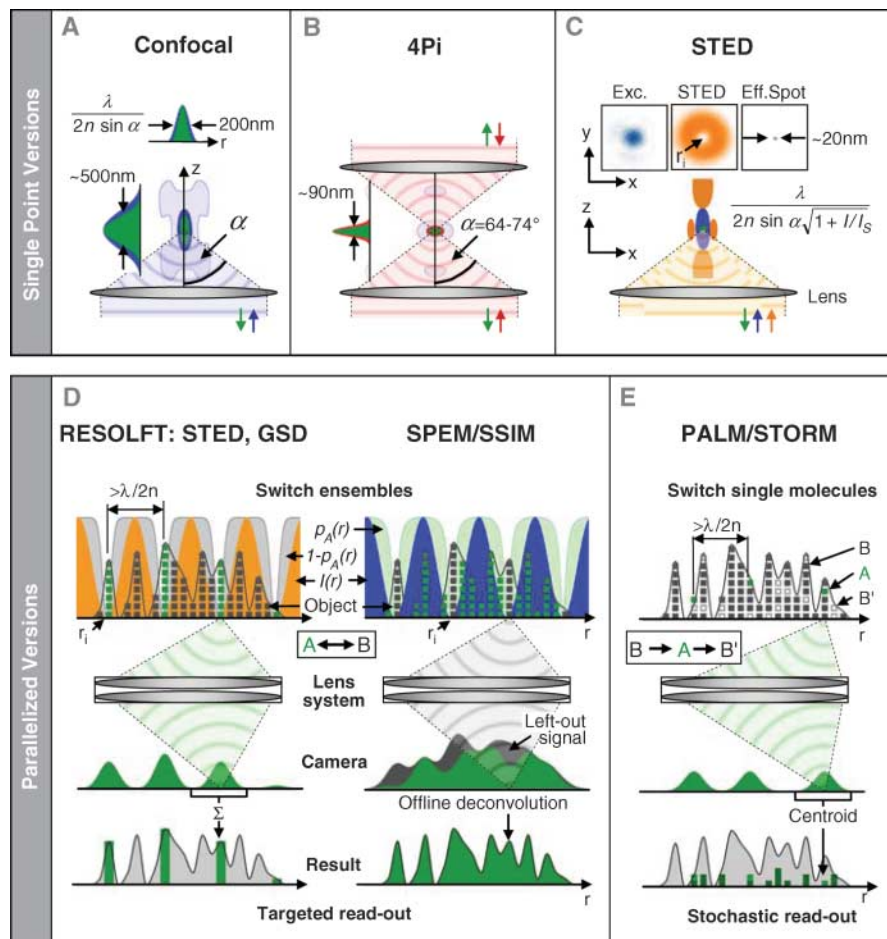 Single Point Versions
A
Confocal
λ
2n sin α
200nm
r
z
~500nm
α
B
4Pi
~90nm
α=64-74°
C
STED
Exc.
STED
Eff.Spot
y
r_i
~20nm
x
z
x
λ
2n sin α√1 + I/I_S
Lens
Parallelized Versions
D
RESOLFT: STED, GSD
SPEM/SSIM
>λ/2n
Switch ensembles
p_A(r)
1-p_A(r)
I(r)
Object
r_i
r_i
r
A ↔ B
Lens
system
Left-out
signal
Camera
Σ
Offline deconvolution
Result
r
r
Targeted read-out
E
PALM/STORM
Switch single molecules
>λ/2n
B
A
B'
r
B → A → B'
Centroid
r
Stochastic read-out